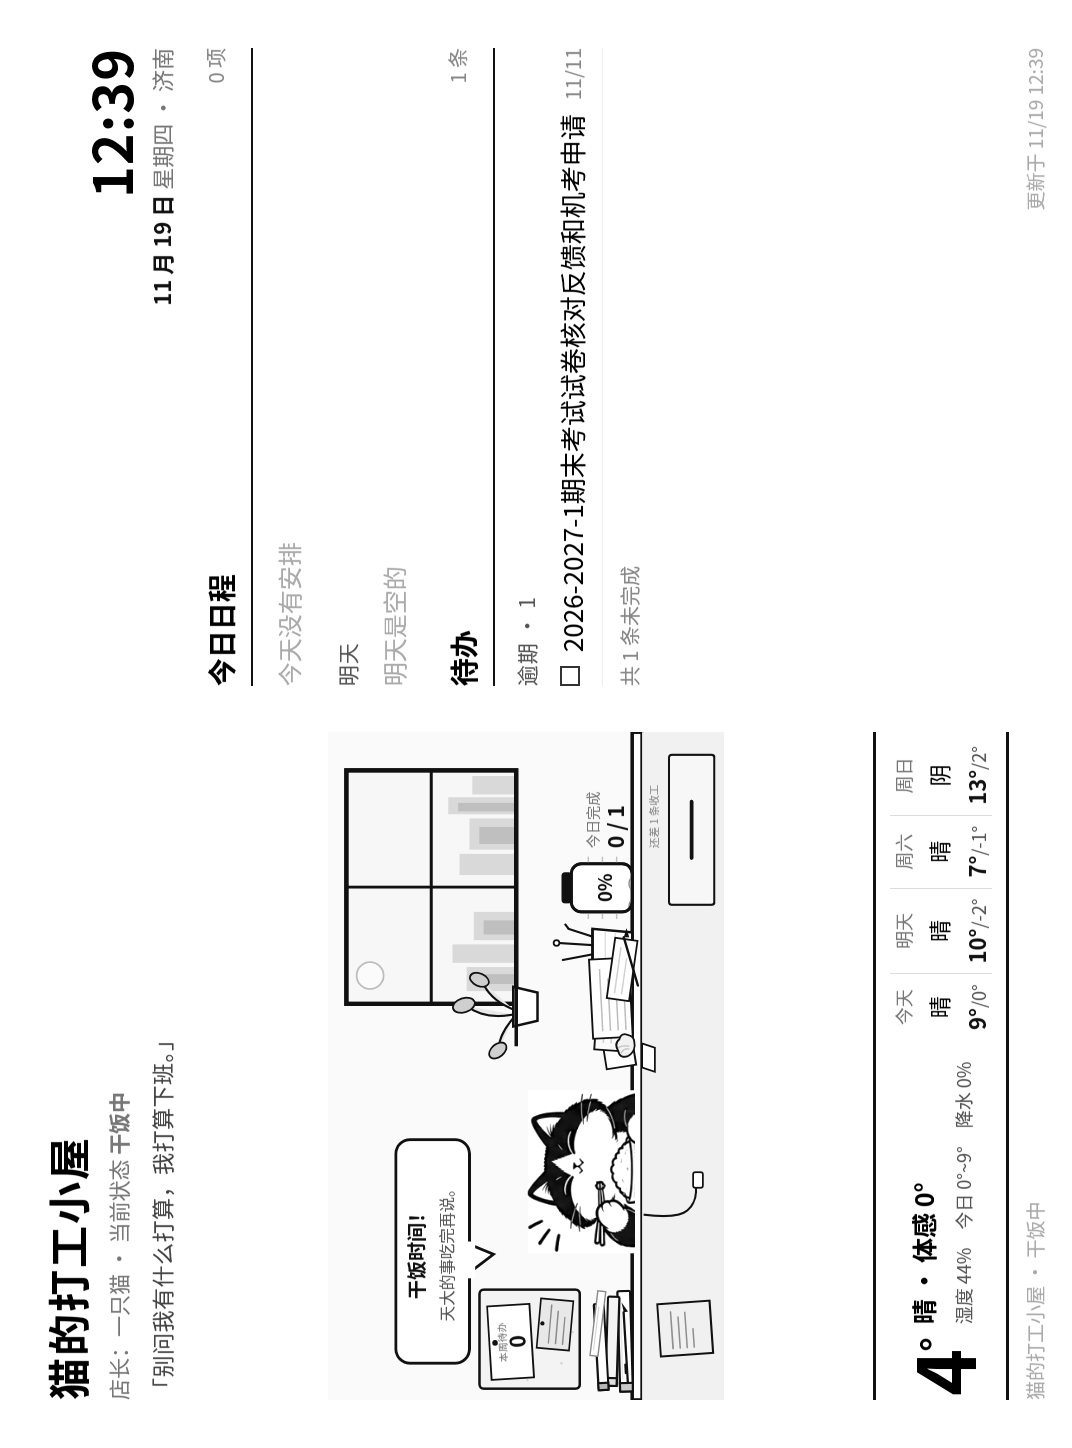 猫的打工小屋
店长：一只猫 · 当前状态 干饭中
「别问我有什么打算，我打算下班。」
干饭时间！
天大的事吃完再说。
本周待办
0
0%
今日完成
0 / 1
还差 1 条收工
4° 晴 · 体感 0°
湿度 44% 今日 0°~9° 降水 0%
今天 明天 周六 周日
晴 晴 晴 阴
9°/0° 10°/-2° 7°/-1° 13°/2°
猫的打工小屋 · 干饭中
12:39
11 月 19 日 星期四 · 济南
今日日程 0 项
今天没有安排
明天
明天是空的
待办 1 条
逾期 · 1
2026-2027-1期末考试试卷核对反馈和机考申请 11/11
共 1 条未完成
更新于 11/19 12:39